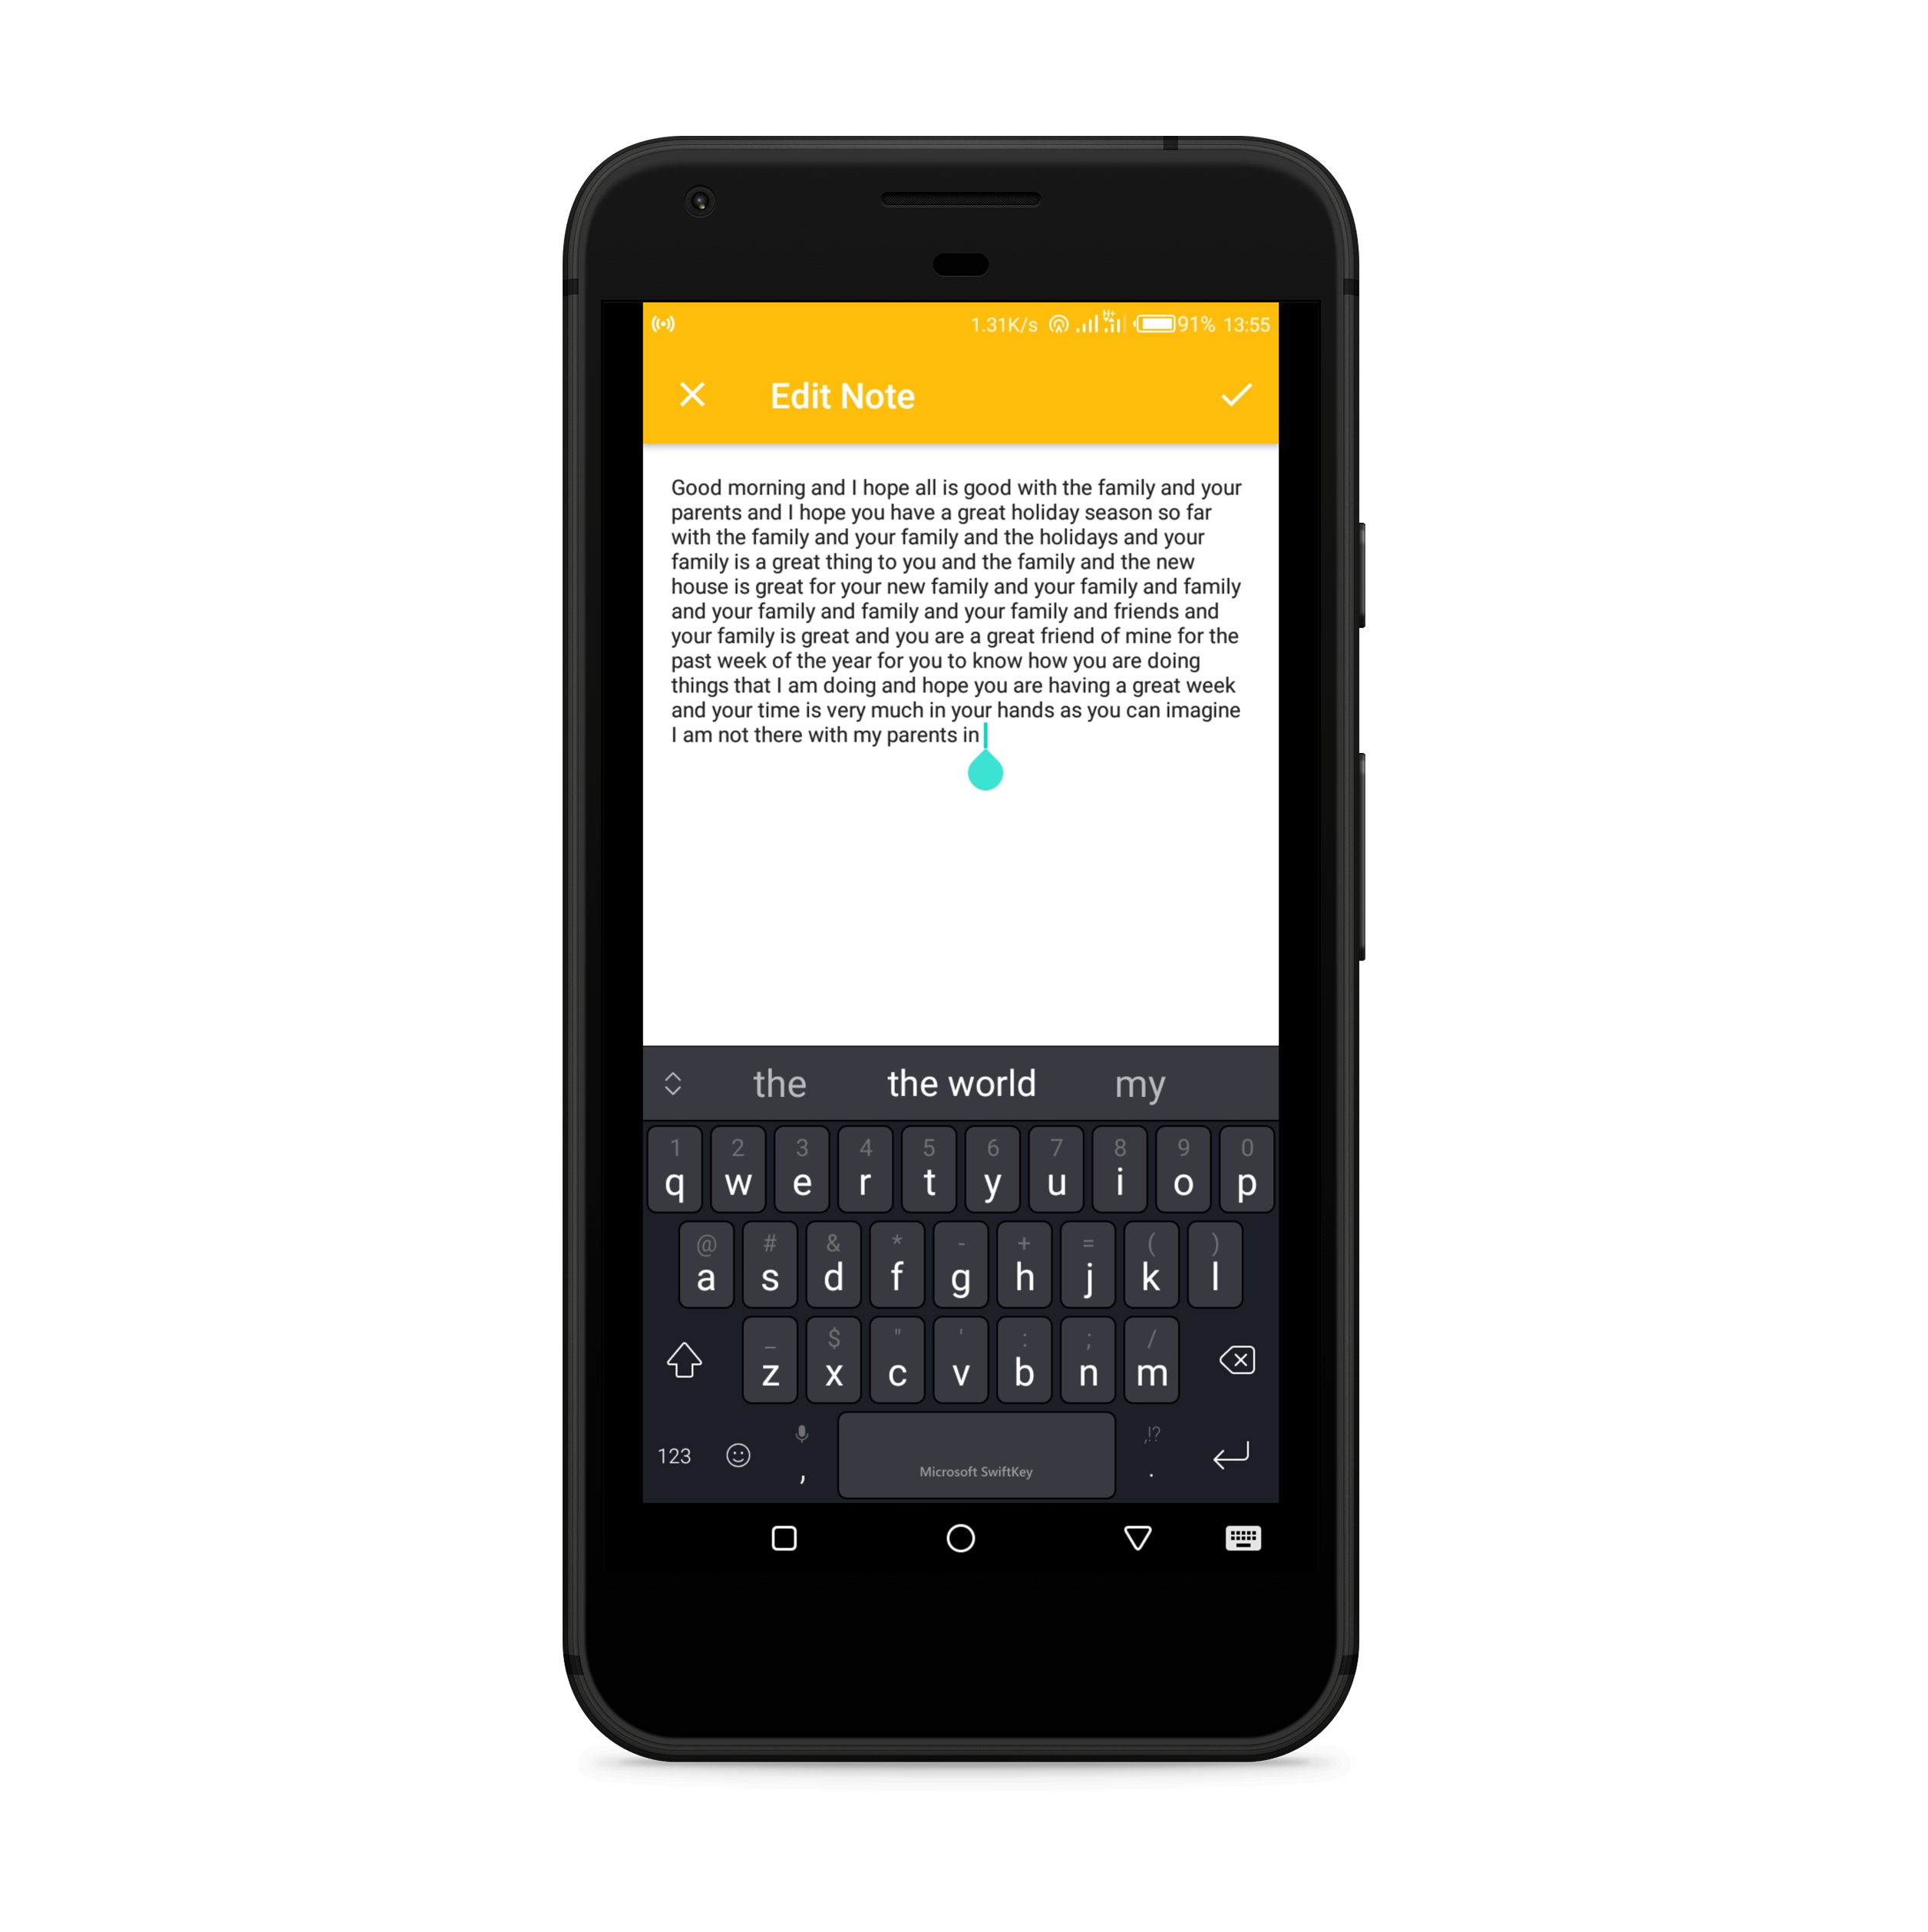 1.31K/s H+ 91% 13:55
Edit Note
Good morning and I hope all is good with the family and your
parents and I hope you have a great holiday season so far
with the family and your family and the holidays and your
family is a great thing to you and the family and the new
house is great for your new family and your family and family
and your family and family and your family and friends and
your family is great and you are a great friend of mine for the
past week of the year for you to know how you are doing
things that I am doing and hope you are having a great week
and your time is very much in your hands as you can imagine
I am not there with my parents in
the the world my
1 2 3 4 5 6 7 8 9 0
q w e r t y u i o p
@ # & * - + = ( )
a s d f g h j k l
_ $ " ' : ; /
z x c v b n m
,!?
123 , Microsoft SwiftKey .